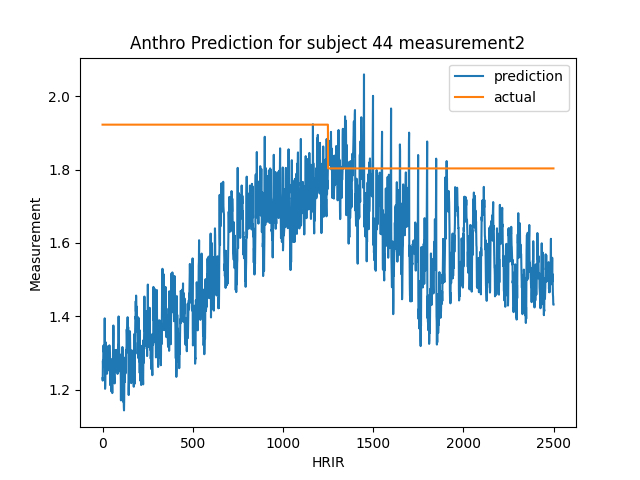 Anthro Prediction for subject 44 measurement2
prediction
actual
2.0
1.8
1.6
1.4
1.2
Measurement
0 500 1000 1500 2000 2500
HRIR